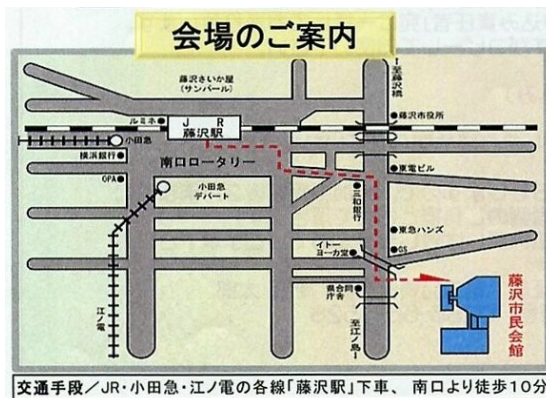 会場のご案内
至藤沢橋
藤沢さいか屋
(サンパール)
ルミネ
JR
藤沢駅
藤沢市役所
小田急
横浜銀行
南口ロータリー
東電ビル
OPA
小田急
デパート
三和銀行
東急ハンズ
イトー
ヨーカ堂
GS
県合同
庁舎
江ノ電
至江ノ島
藤沢市民会館
交通手段/JR・小田急・江ノ電の各線「藤沢駅」下車、南口より徒歩10分